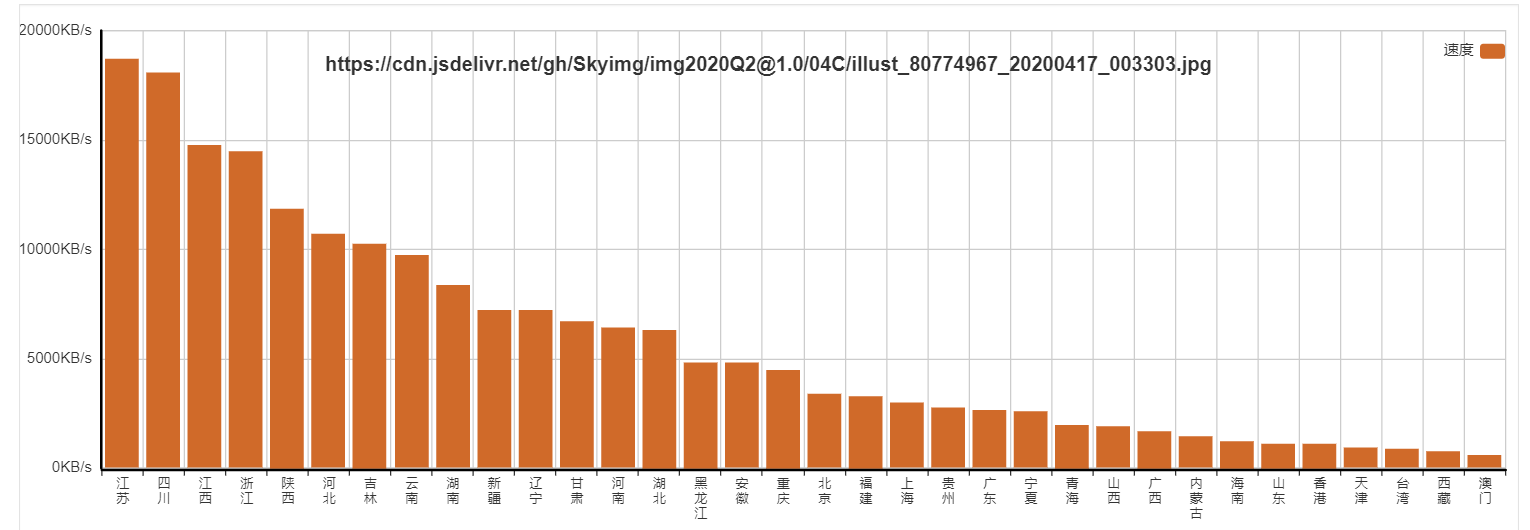 20000KB/s
https://cdn.jsdelivr.net/gh/Skyimg/img2020Q2@1.0/04C/illust_80774967_20200417_003303.jpg
速度
15000KB/s
10000KB/s
5000KB/s
0KB/s
江苏
四川
江西
浙江
陕西
河北
吉林
云南
湖南
新疆
辽宁
甘肃
河南
湖北
黑龙江
安徽
重庆
北京
福建
上海
贵州
广东
宁夏
青海
山西
广西
内蒙古
海南
山东
香港
天津
台湾
西藏
澳门